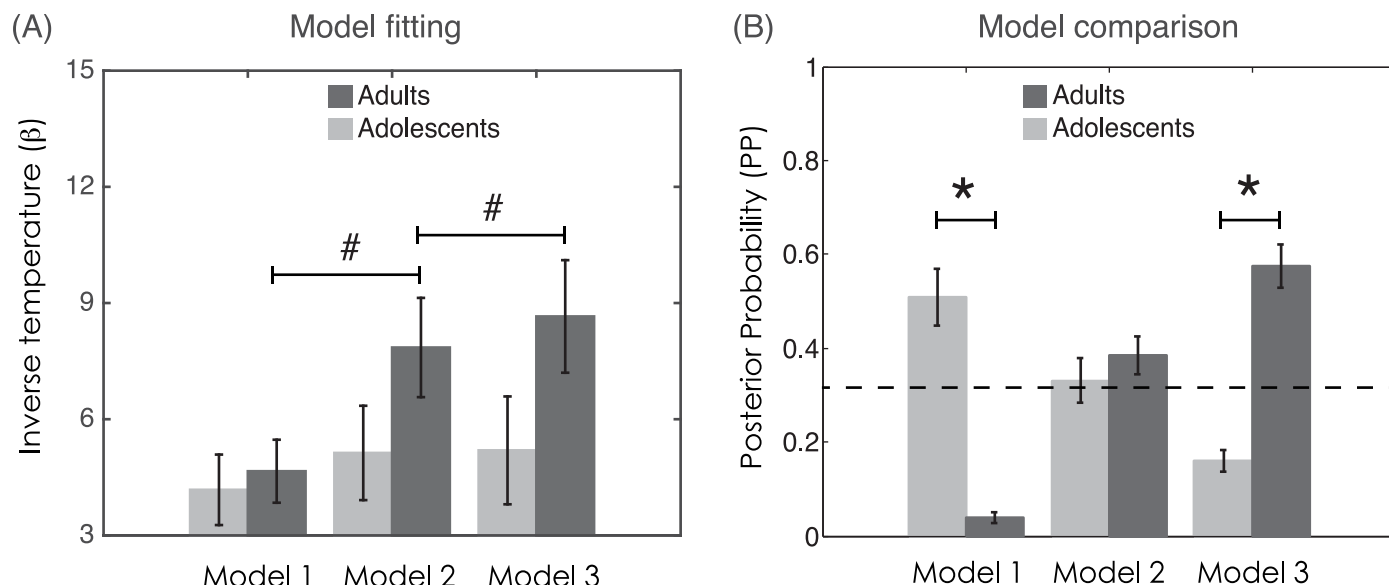 (A) Model fitting
15
12
9
6
3
Inverse temperature (β)
Adults
Adolescents
#
#
Model 1 Model 2 Model 3
(B) Model comparison
1
0.8
0.6
0.4
0.2
0
Posterior Probability (PP)
Adults
Adolescents
*
*
Model 1 Model 2 Model 3